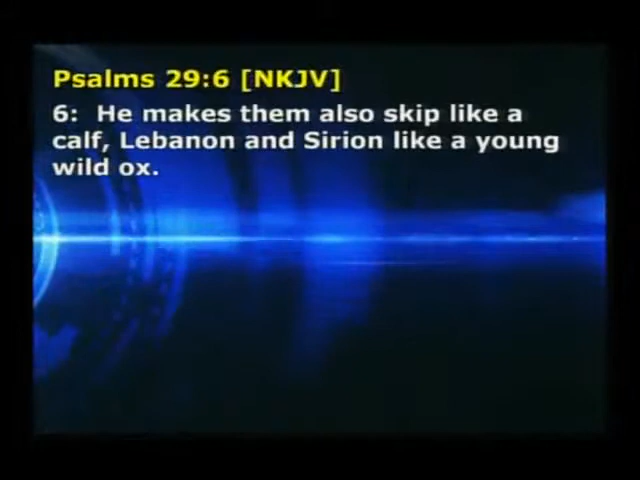 Psalms 29:6 [NKJV]
6:  He makes them also skip like a
calf, Lebanon and Sirion like a young
wild ox.